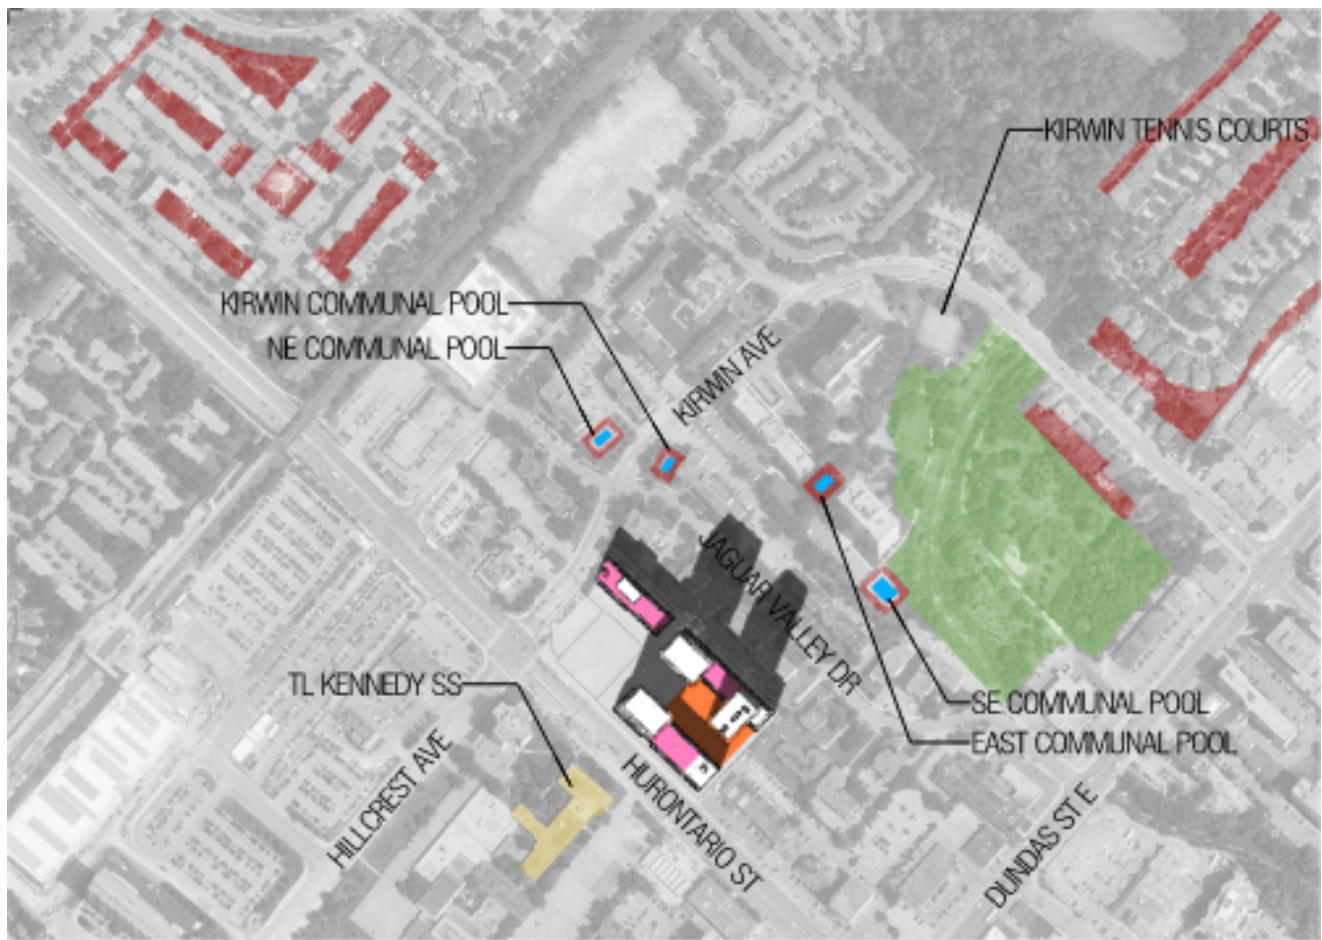 KIRWIN TENNIS COURTS
KIRWIN COMMUNAL POOL
NE COMMUNAL POOL
KIRWIN AVE
JAGUAR VALLEY DR
TL KENNEDY SS
SE COMMUNAL POOL
EAST COMMUNAL POOL
HILLCREST AVE
HURONTARIO ST
DUNDAS ST E